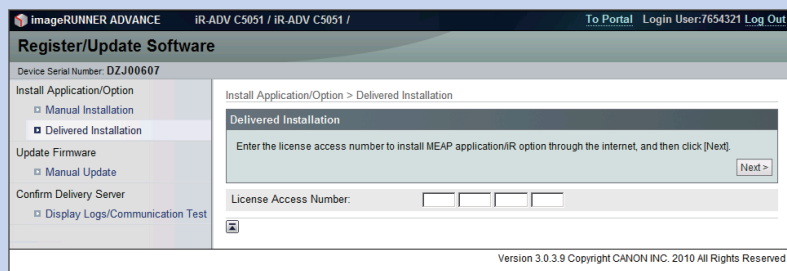 imageRUNNER ADVANCE iR-ADV C5051 / iR-ADV C5051 / To Portal Login User:7654321 Log Out
Register/Update Software
Device Serial Number: DZJ00607
Install Application/Option
Manual Installation
Delivered Installation
Update Firmware
Manual Update
Confirm Delivery Server
Display Logs/Communication Test
Install Application/Option > Delivered Installation
Delivered Installation
Enter the license access number to install MEAP application/iR option through the internet, and then click [Next].
Next >
License Access Number:
Version 3.0.3.9 Copyright CANON INC. 2010 All Rights Reserved